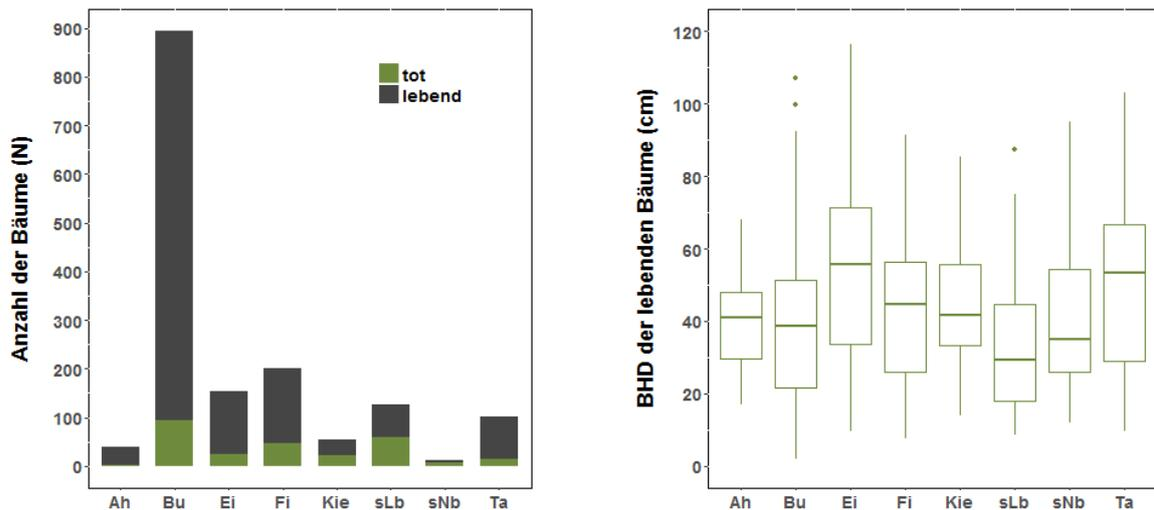 Anzahl der Bäume (N)
900
800
700
600
500
400
300
200
100
0
tot
lebend
Ah Bu Ei Fi Kie sLb sNb Ta
BHD der lebenden Bäume (cm)
120
100
80
60
40
20
0
Ah Bu Ei Fi Kie sLb sNb Ta